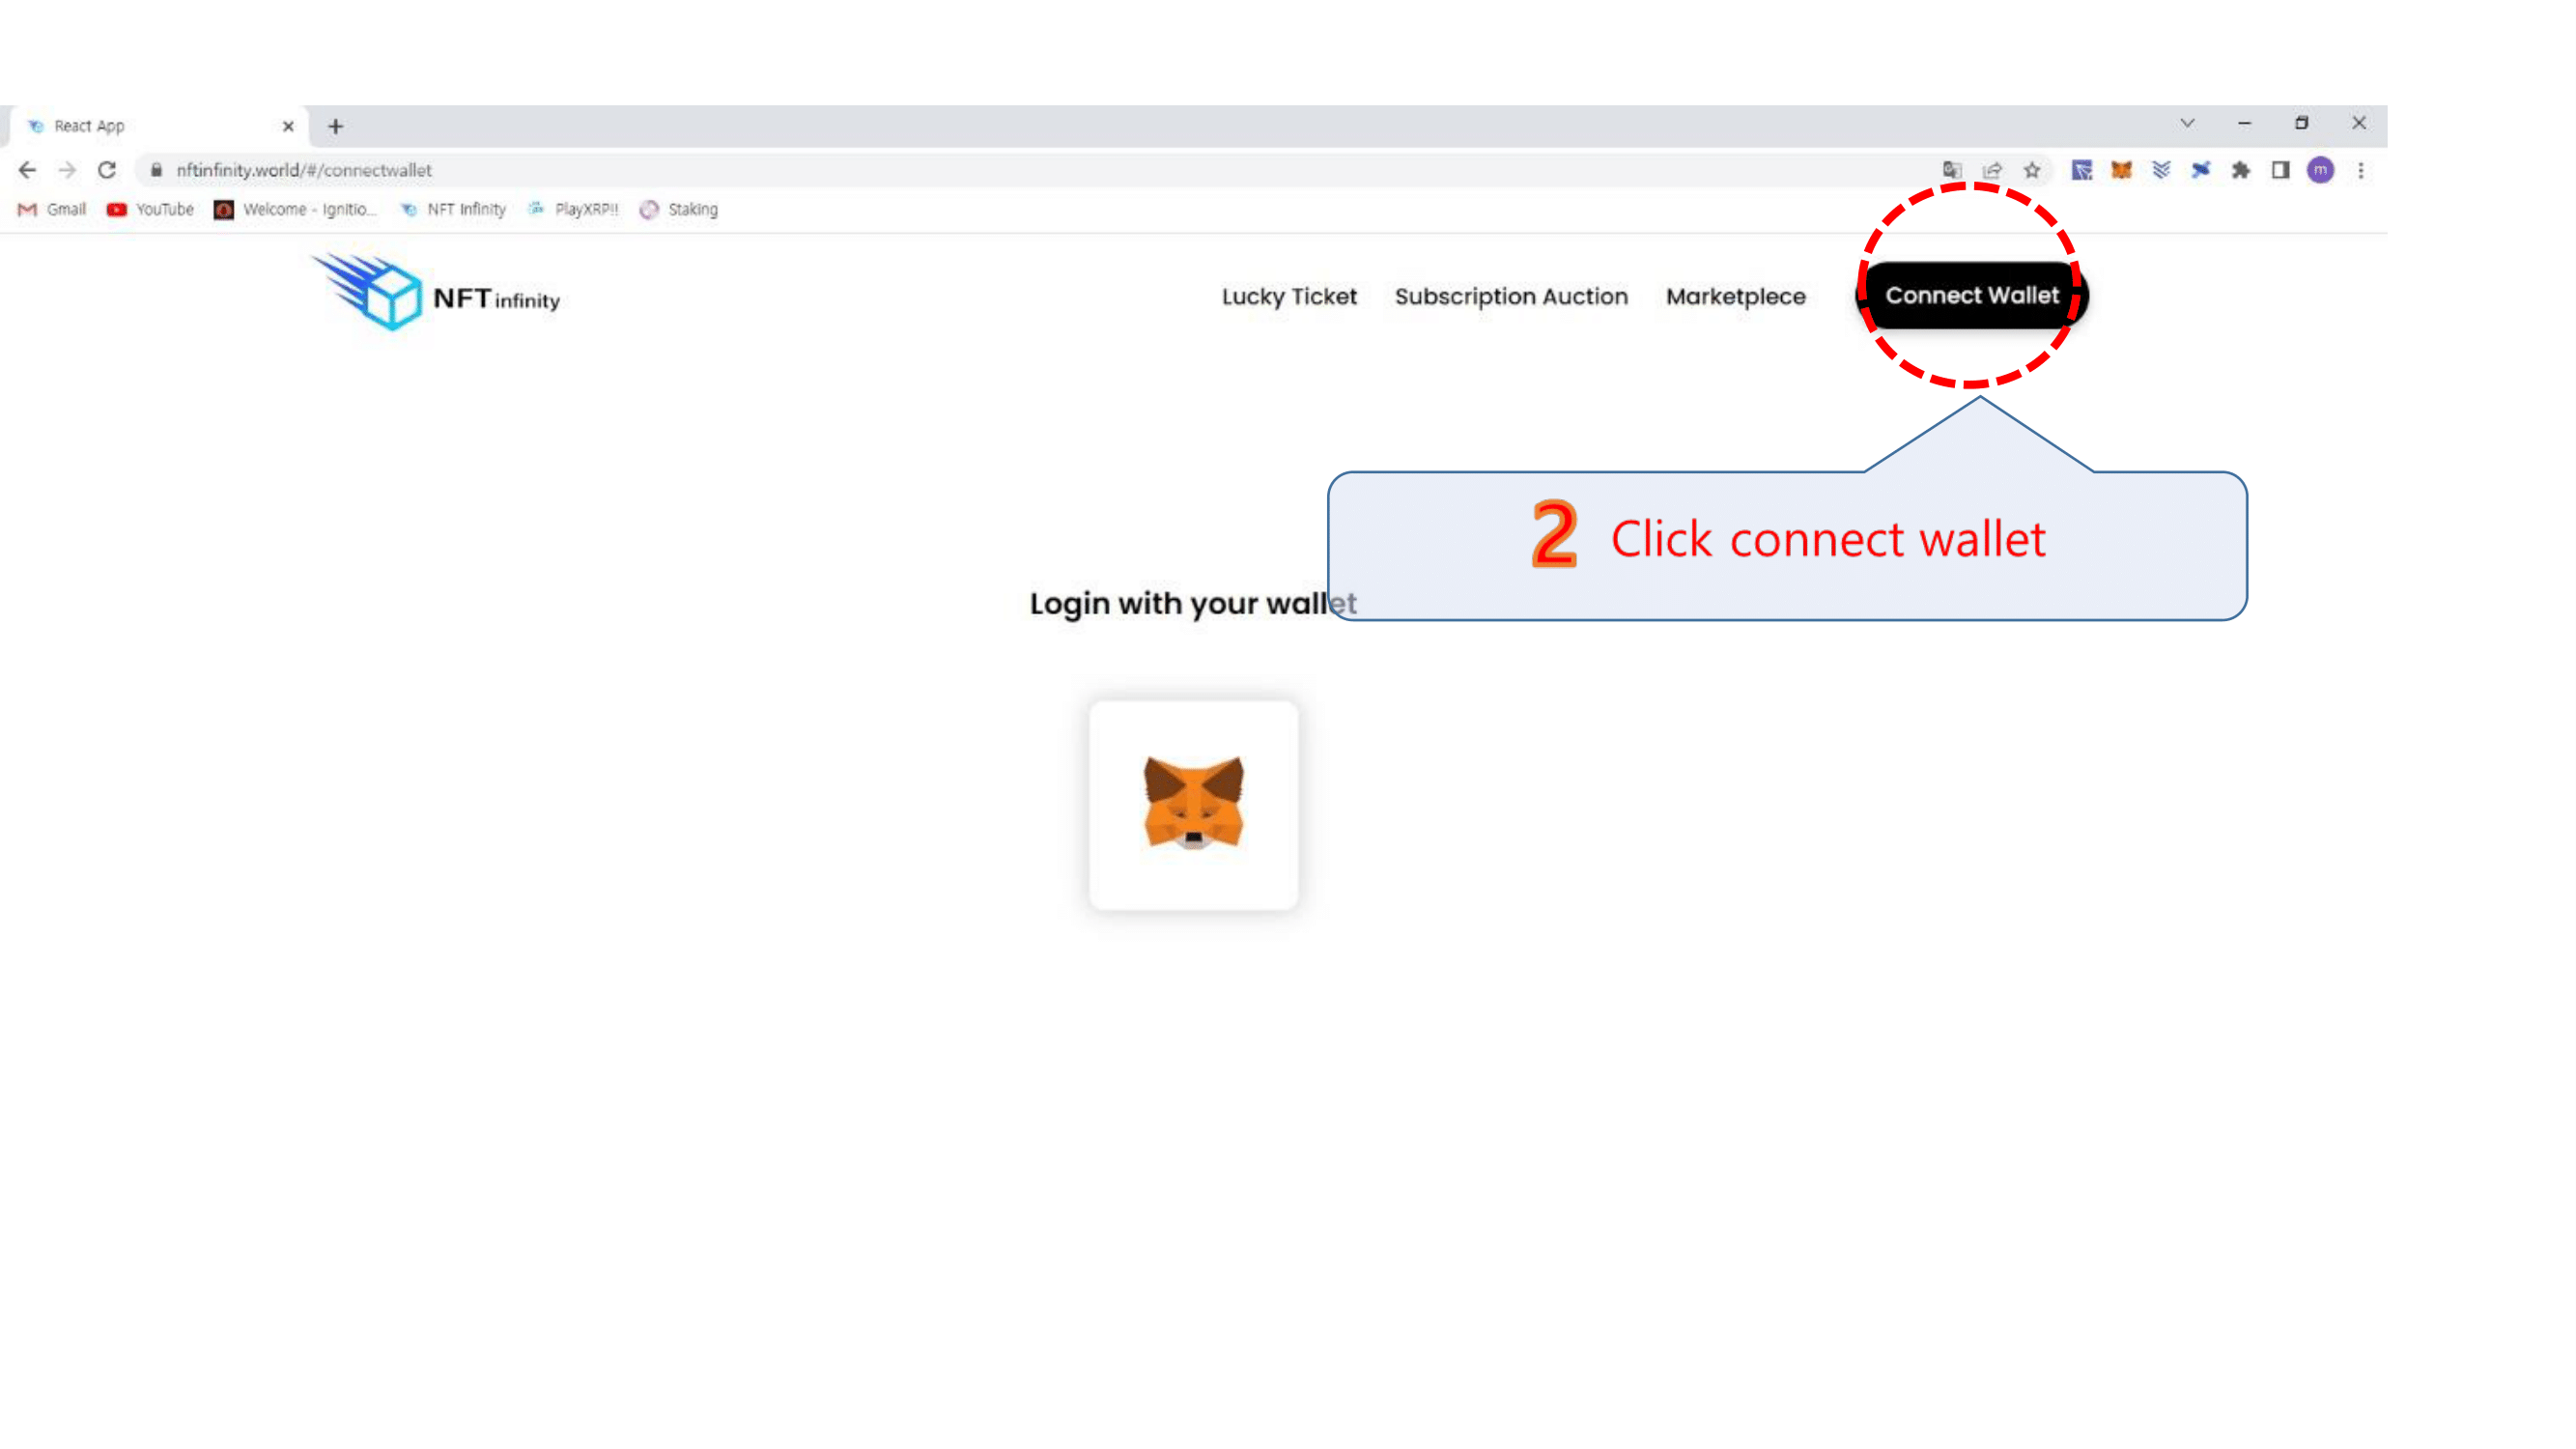 React App
nftinfinity.world/#/connectwallet
m
Gmail YouTube Welcome - Ignitio... NFT Infinity PlayXRP!! Staking
NFT infinity Lucky Ticket Subscription Auction Marketplece Connect Wallet
2 Click connect wallet
Login with your wallet